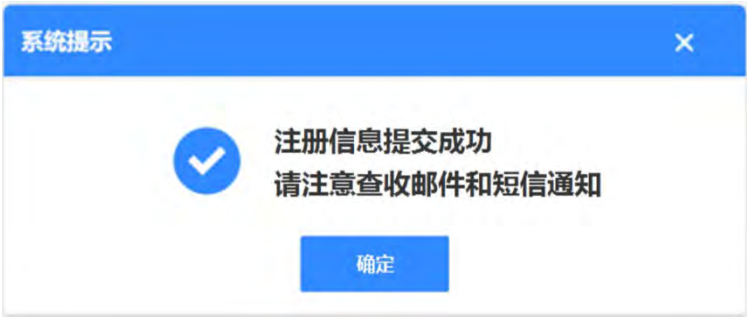 系统提示
注册信息提交成功
请注意查收邮件和短信通知
确定